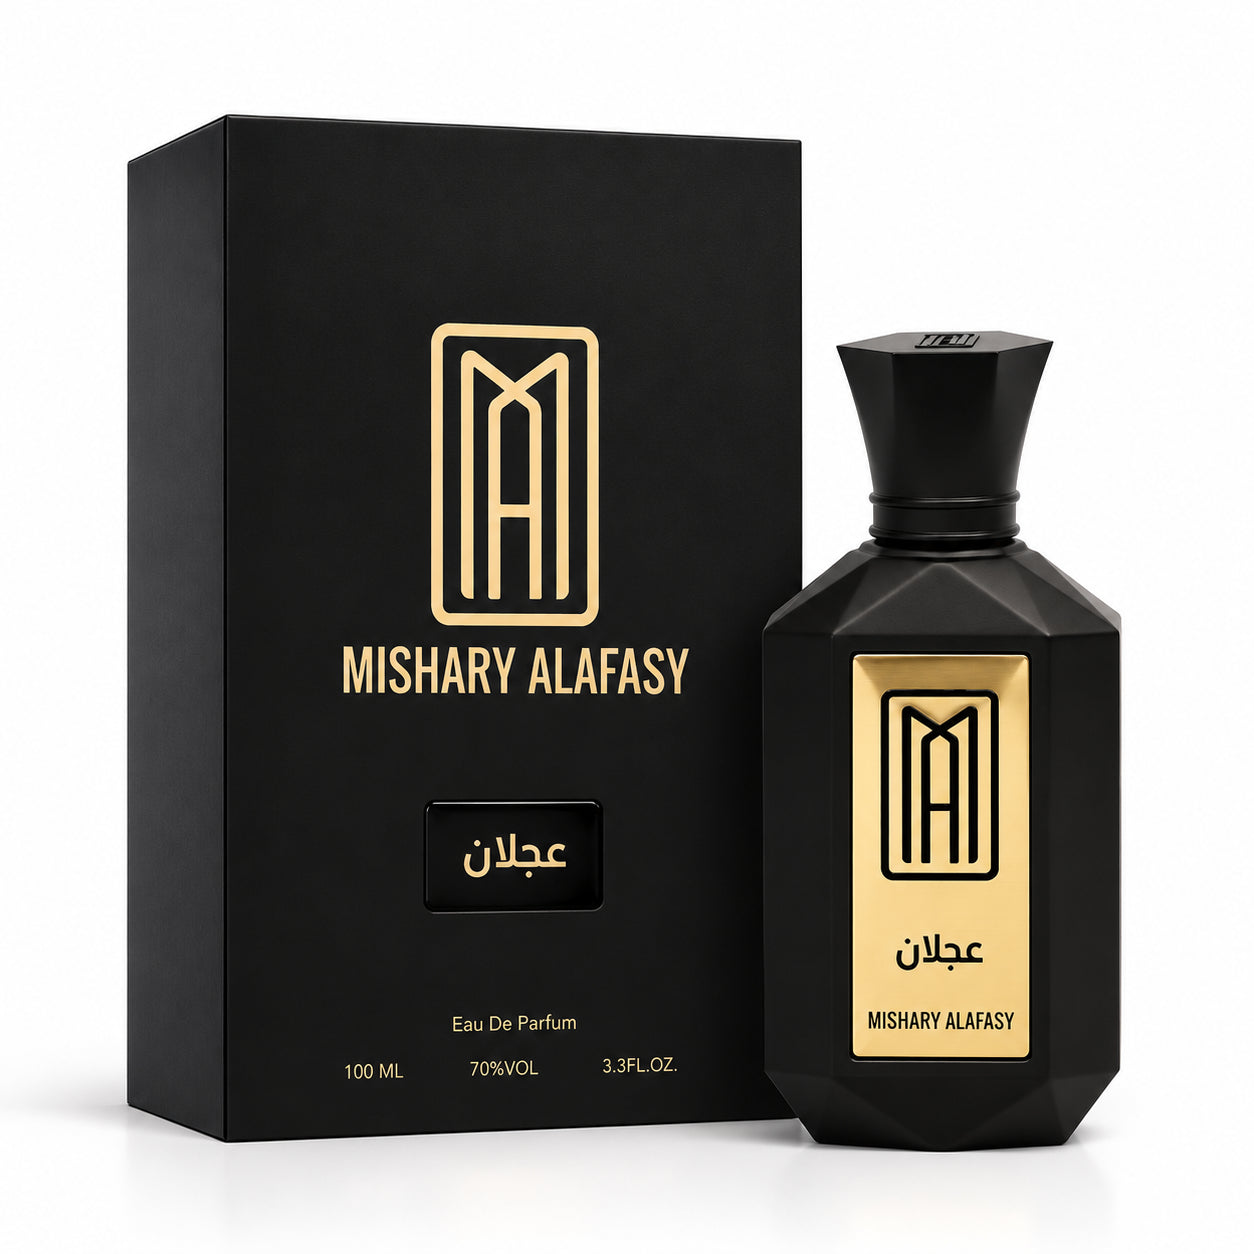 MISHARY ALAFASY
عجلان
Eau De Parfum
100 ML 70%VOL 3.3FL.OZ.
عجلان
MISHARY ALAFASY